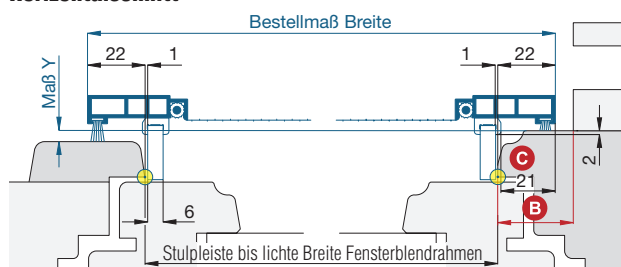 Bestellmaß Breite
22
1
1
22
Maß Y
C
2
21
B
6
Stulpleiste bis lichte Breite Fensterblendrahmen